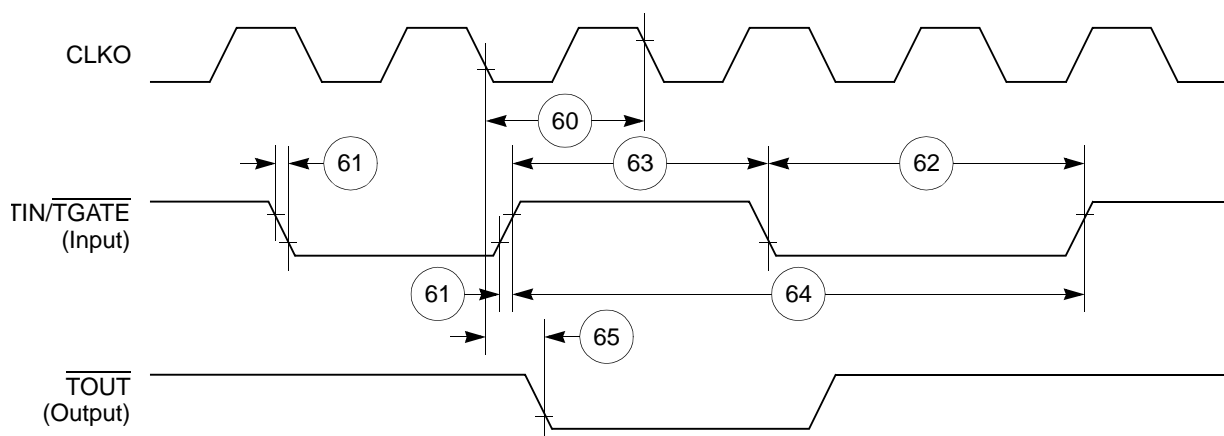 CLKO
60
61
63
62
TIN/TGATE
(Input)
61
64
65
TOUT
(Output)